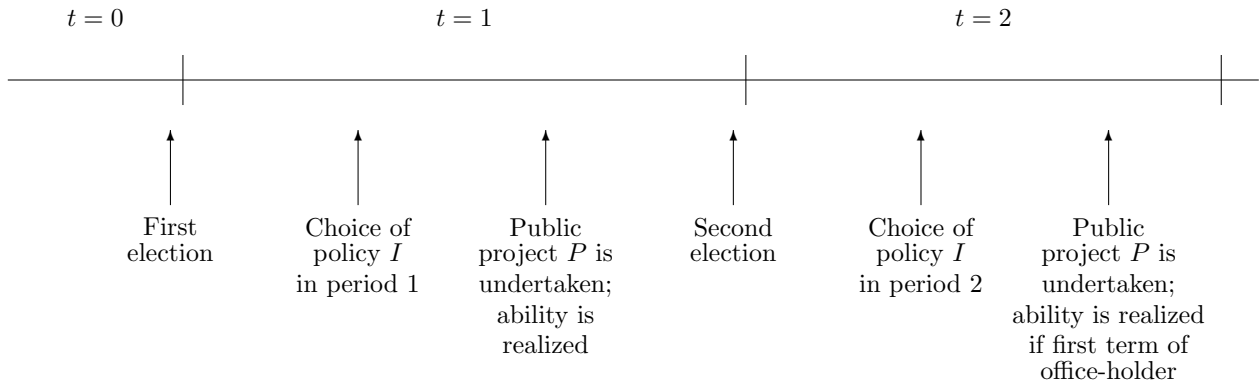 t = 0
t = 1
t = 2
First
election
Choice of
policy I
in period 1
Public
project P is
undertaken;
ability is
realized
Second
election
Choice of
policy I
in period 2
Public
project P is
undertaken;
ability is realized
if first term of
office-holder